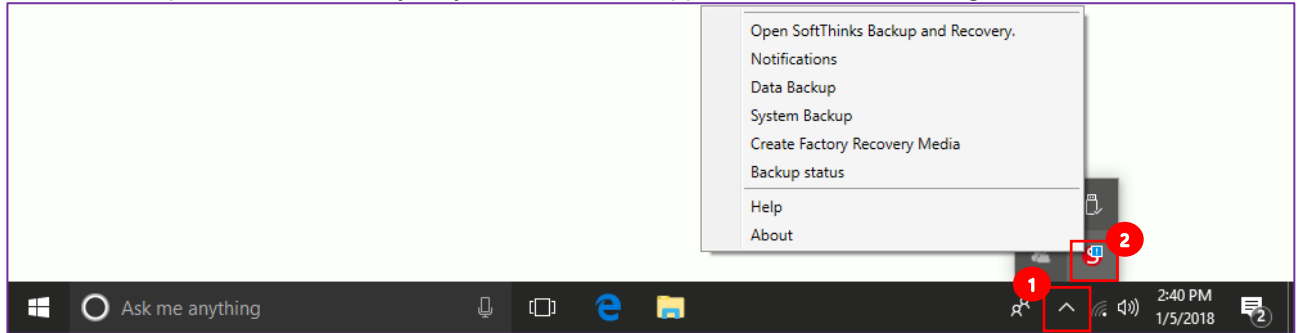 Open SoftThinks Backup and Recovery.
Notifications
Data Backup
System Backup
Create Factory Recovery Media
Backup status
Help
About
2
1
Ask me anything
2:40 PM
1/5/2018
2